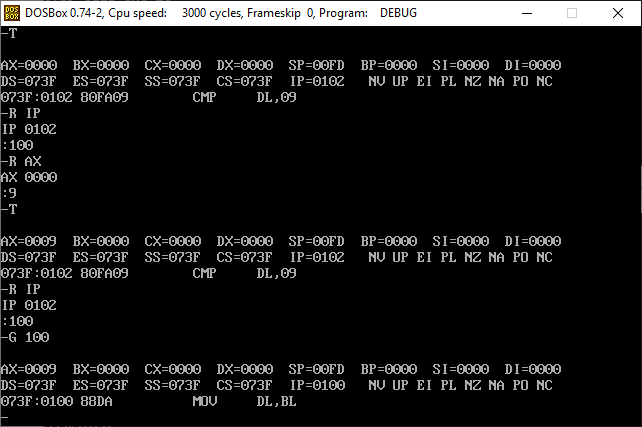 DOS
BOX
DOSBox 0.74-2, Cpu speed: 3000 cycles, Frameskip 0, Program: DEBUG
-T
AX=0000 BX=0000 CX=0000 DX=0000 SP=00FD BP=0000 SI=0000 DI=0000
DS=073F ES=073F SS=073F CS=073F IP=0102 NV UP EI PL NZ NA PO NC
073F:0102 80FA09 CMP DL,09
-R IP
IP 0102
:100
-R AX
AX 0000
:9
-T
AX=0009 BX=0000 CX=0000 DX=0000 SP=00FD BP=0000 SI=0000 DI=0000
DS=073F ES=073F SS=073F CS=073F IP=0102 NV UP EI PL NZ NA PO NC
073F:0102 80FA09 CMP DL,09
-R IP
IP 0102
:100
-G 100
AX=0009 BX=0000 CX=0000 DX=0000 SP=00FD BP=0000 SI=0000 DI=0000
DS=073F ES=073F SS=073F CS=073F IP=0100 NV UP EI PL NZ NA PO NC
073F:0100 88DA MOV DL,BL
-